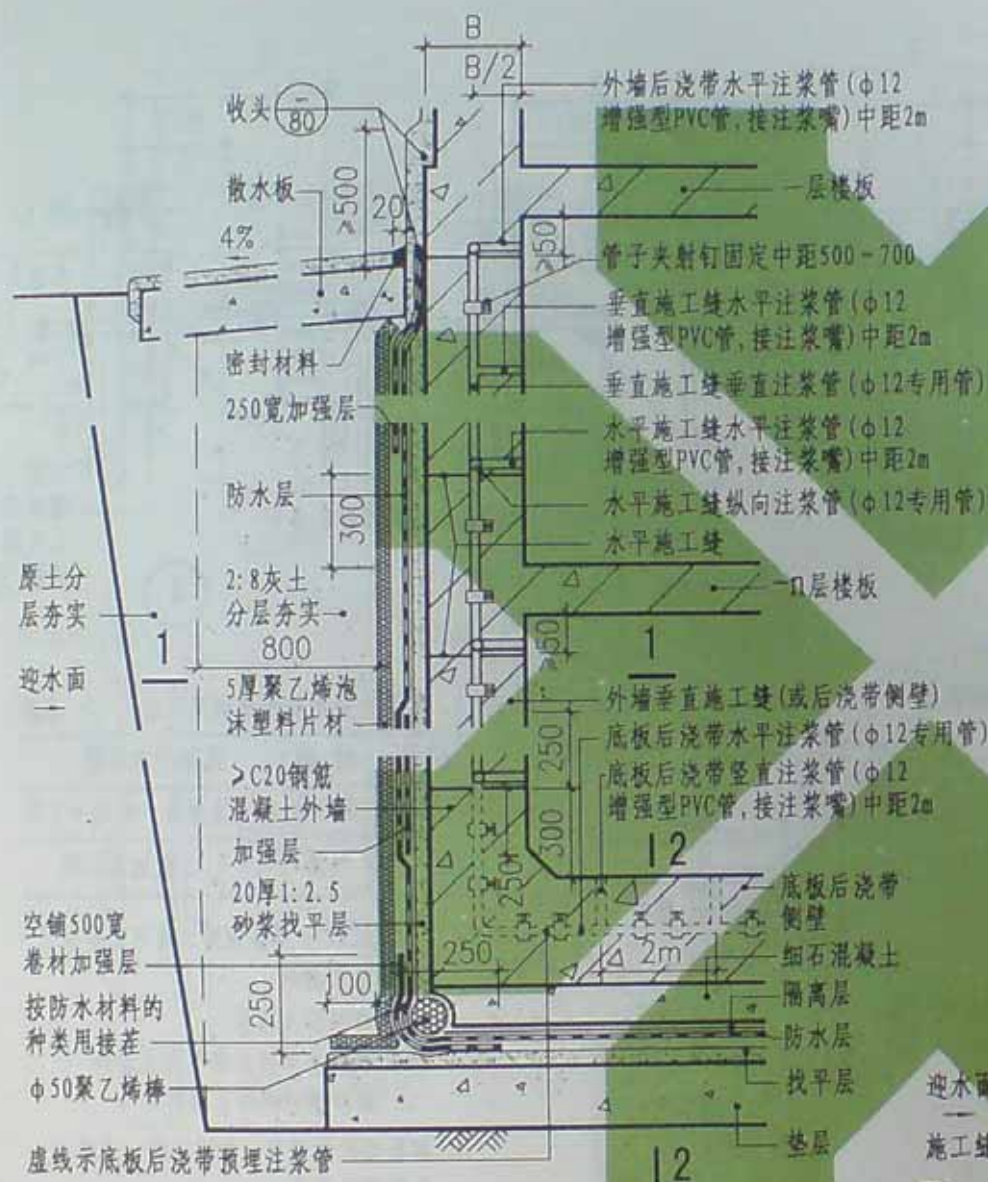 B
B/2
收头 — 80
外墙后浇带水平注浆管(ф12
增强型PVC管,接注浆嘴)中距2m
散水板
≥500
20
4%
一层楼板
≥50
管子夹射钉固定中距500-700
垂直施工缝水平注浆管(ф12
增强型PVC管,接注浆嘴)中距2m
密封材料
垂直施工缝垂直注浆管(ф12专用管)
250宽加强层
水平施工缝水平注浆管(ф12
增强型PVC管,接注浆嘴)中距2m
防水层
300
水平施工缝纵向注浆管(ф12专用管)
水平施工缝
原土分
层夯实
2:8灰土
分层夯实
-n层楼板
1
800
≥50
1
迎水面
5厚聚乙烯泡
沫塑料片材
外墙垂直施工缝(或后浇带侧壁)
250
底板后浇带水平注浆管(ф12专用管)
≥C20钢筋
混凝土外墙
底板后浇带竖直注浆管(ф12
增强型PVC管,接注浆嘴)中距2m
加强层
300
250
12
20厚1:2.5
砂浆找平层
底板后浇带
侧壁
空铺500宽
卷材加强层
250
2m
细石混凝土
100
250
隔离层
按防水材料的
种类甩接茬
防水层
ф50聚乙烯棒
找平层
迎水面
垫层
施工缝
虚线示底板后浇带预埋注浆管
12